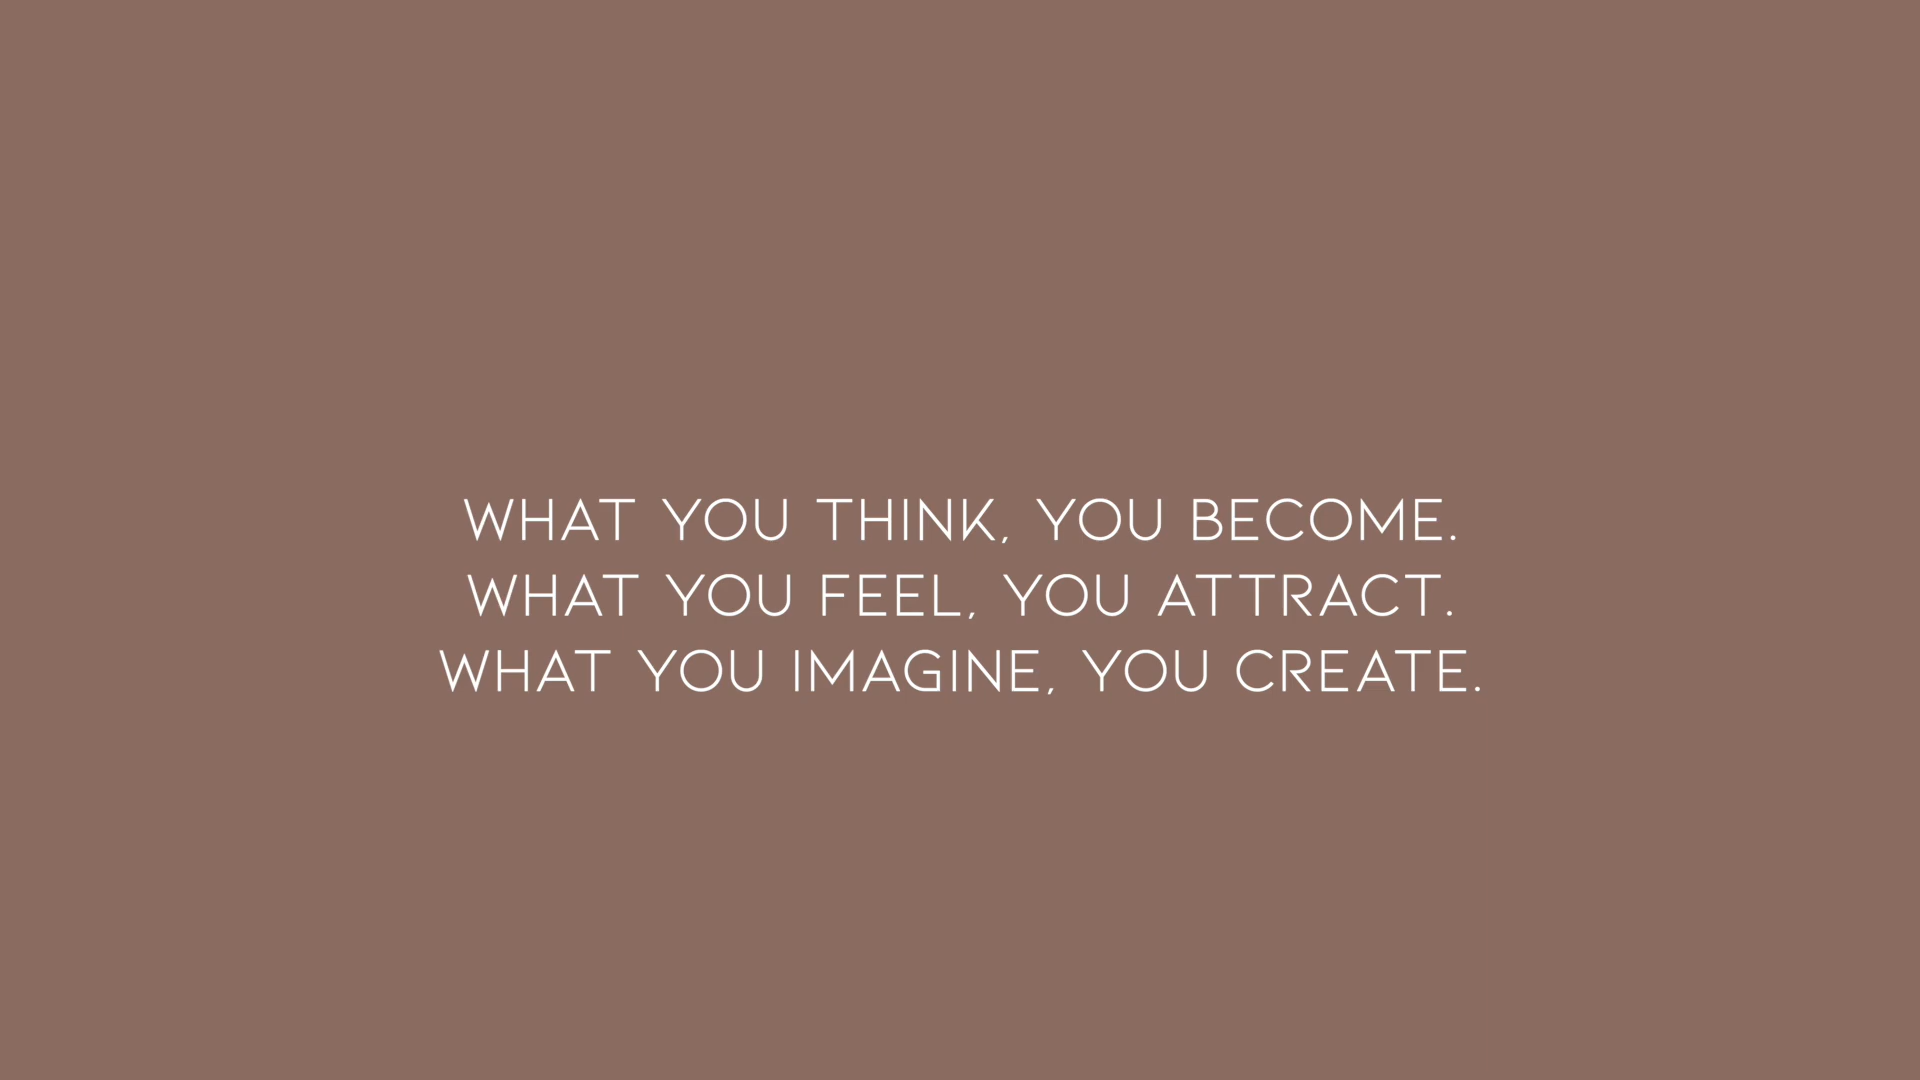 WHAT YOU THINK, YOU BECOME.
WHAT YOU FEEL, YOU ATTRACT.
WHAT YOU IMAGINE, YOU CREATE.